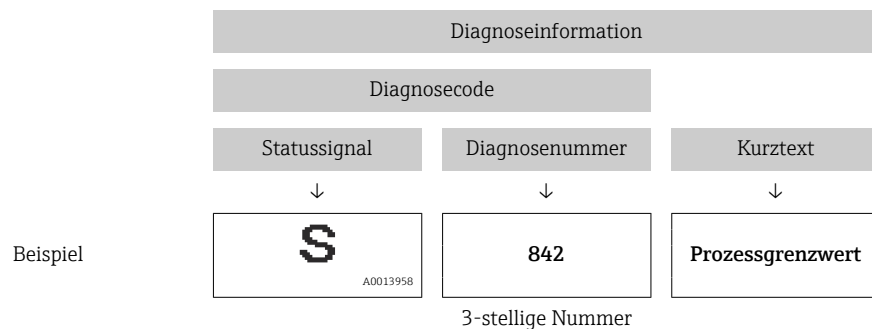 Diagnoseinformation
Diagnosecode
Statussignal Diagnosenummer Kurztext
↓ ↓ ↓
Beispiel S 842 Prozessgrenzwert
A0013958
3-stellige Nummer